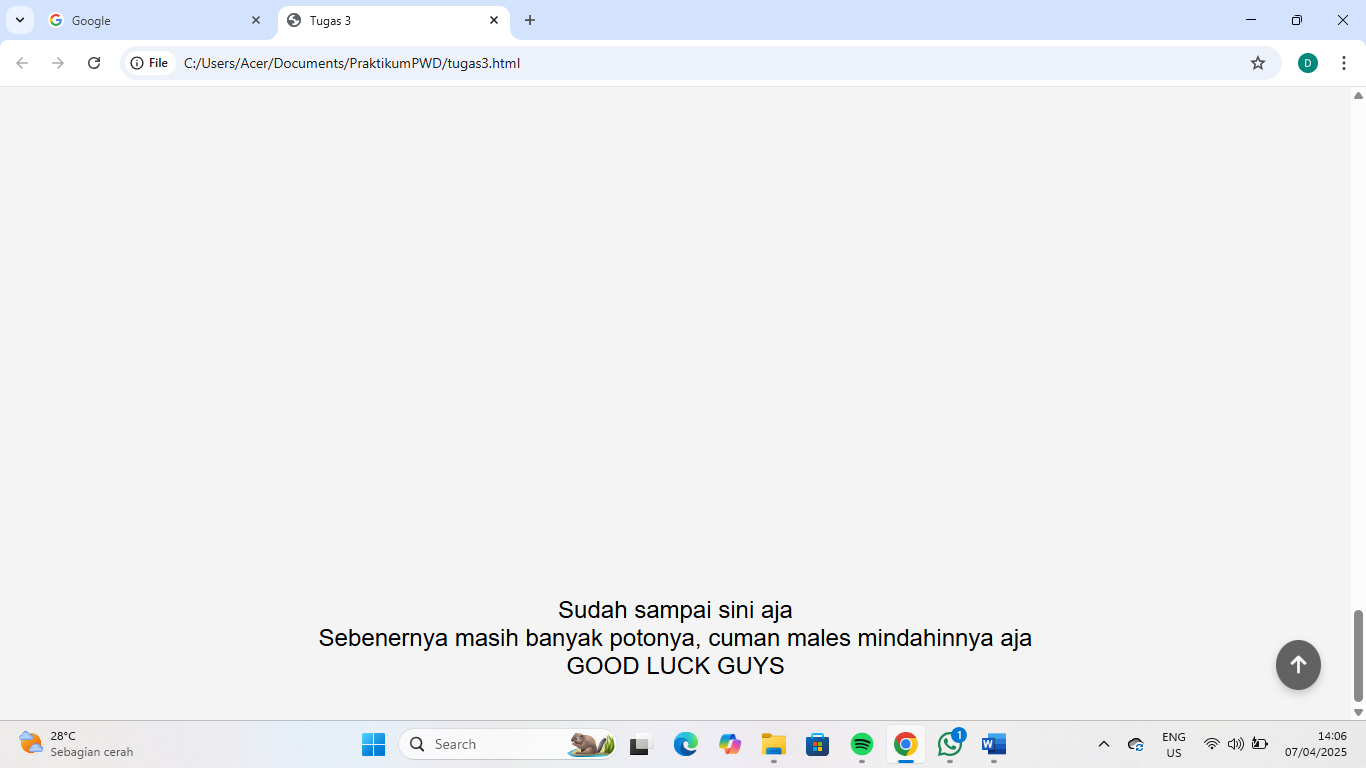 Google
Tugas 3
File
C:/Users/Acer/Documents/PraktikumPWD/tugas3.html
D
Sudah sampai sini aja
Sebenernya masih banyak potonya, cuman males mindahinnya aja
GOOD LUCK GUYS
28°C
Sebagian cerah
Search
1
ENG
US
14:06
07/04/2025